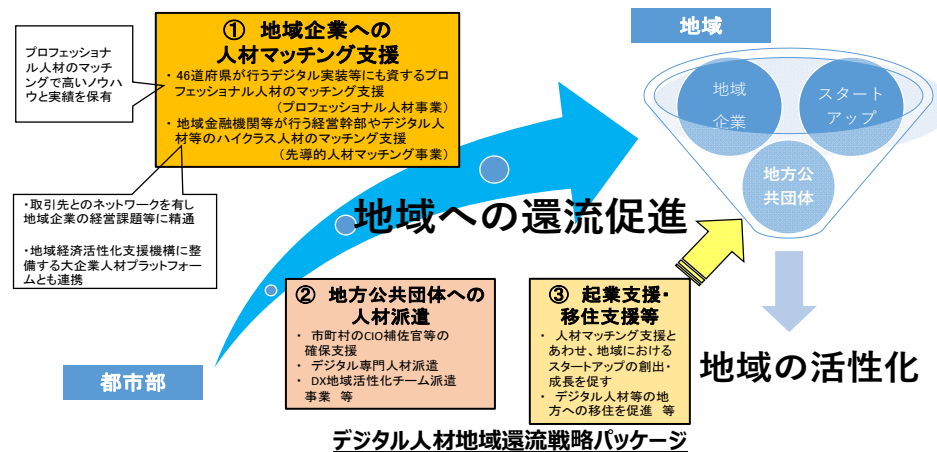 ① 地域企業への
人材マッチング支援
・ 46道府県が行うデジタル実装等にも資するプロ
フェッショナル人材のマッチング支援
（プロフェッショナル人材事業）
・ 地域金融機関等が行う経営幹部やデジタル人
材等のハイクラス人材のマッチング支援
（先導的人材マッチング事業）
プロフェッショナ
ル人材のマッチ
ングで高いノウハ
ウと実績を保有
・取引先とのネットワークを有し
地域企業の経営課題等に精通
・地域経済活性化支援機構に整
備する大企業人材プラットフォー
ムとも連携
地域
地域
企業
スタート
アップ
地方公
共団体
地域への還流促進
② 地方公共団体への
人材派遣
・ 市町村のCIO補佐官等の
確保支援
・ デジタル専門人材派遣
・ DX地域活性化チーム派遣
事業 等
③ 起業支援・
移住支援等
・ 人材マッチング支援と
あわせ、地域における
スタートアップの創出・
成長を促す
・ デジタル人材等の地
方への移住を促進 等
都市部
地域の活性化
デジタル人材地域還流戦略パッケージ